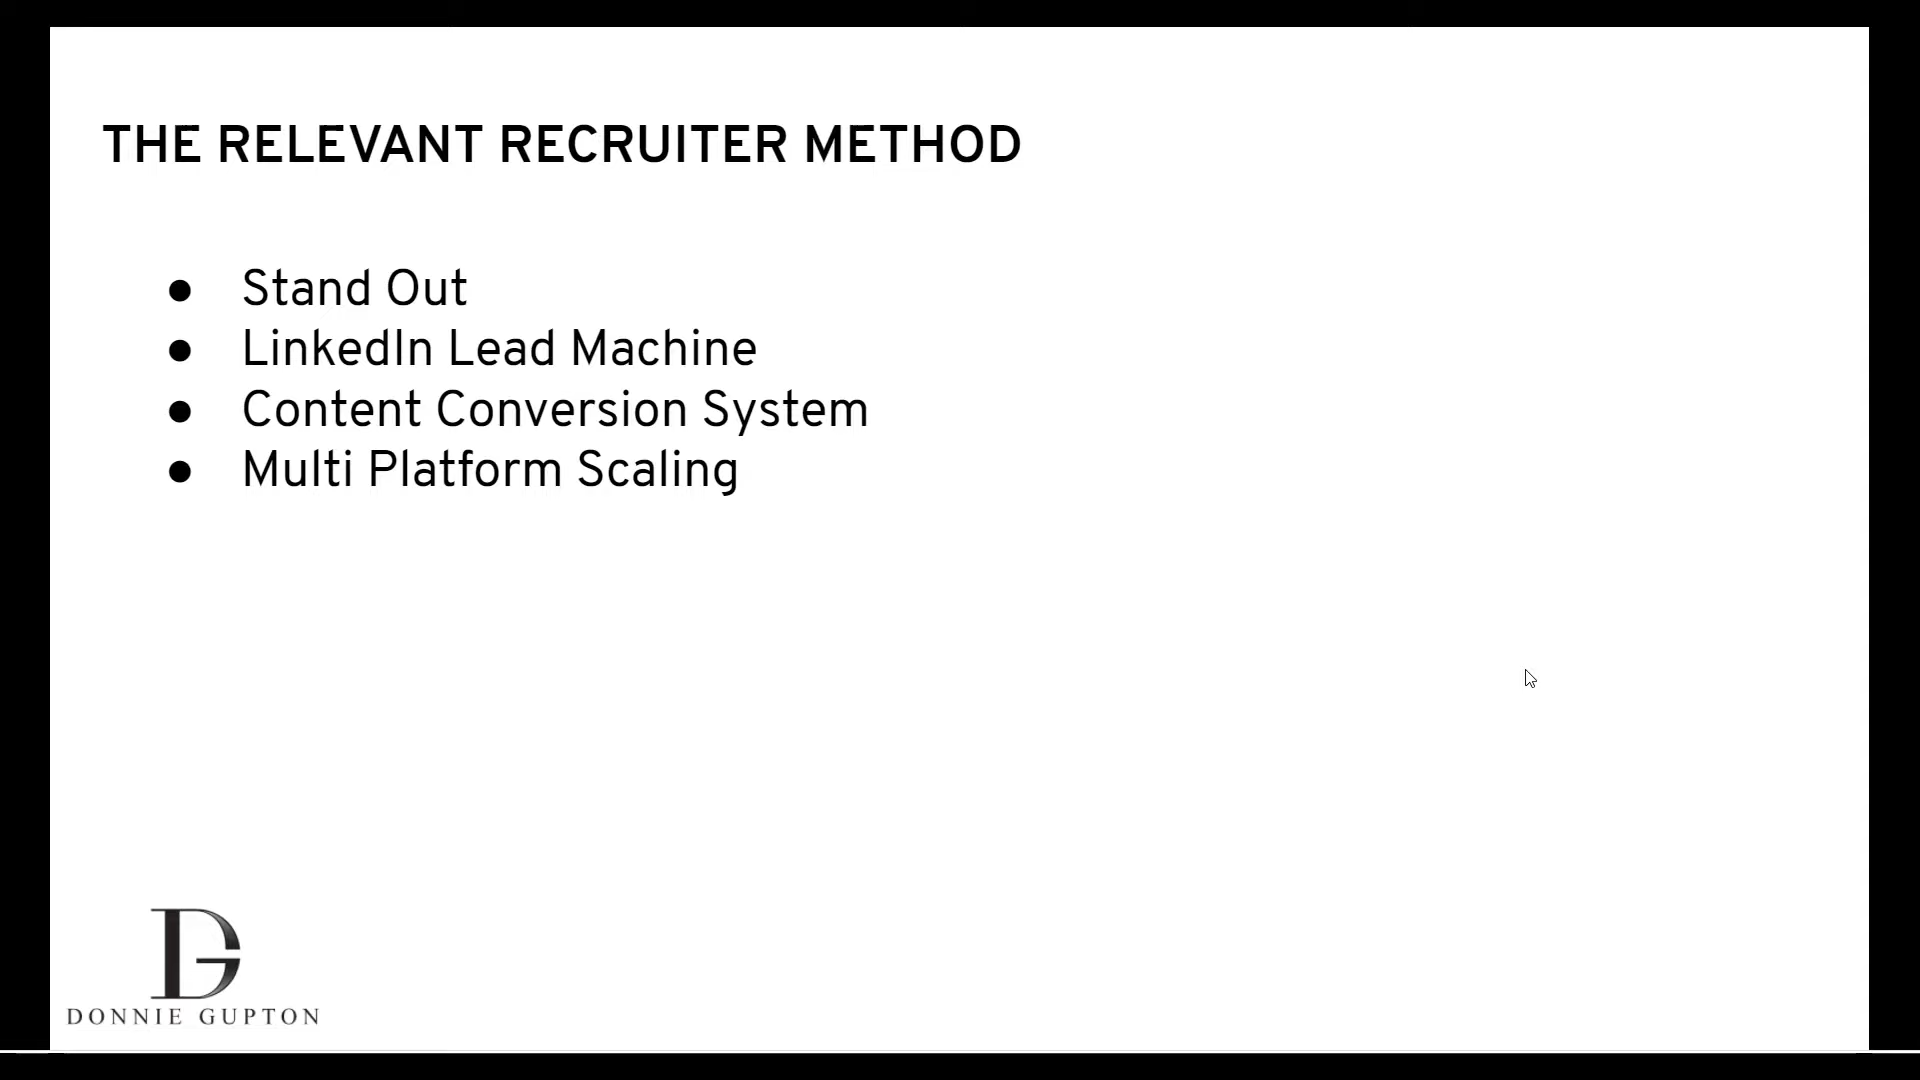 THE RELEVANT RECRUITER METHOD
● Stand Out
● LinkedIn Lead Machine
● Content Conversion System
● Multi Platform Scaling
DG
DONNIE GUPTON